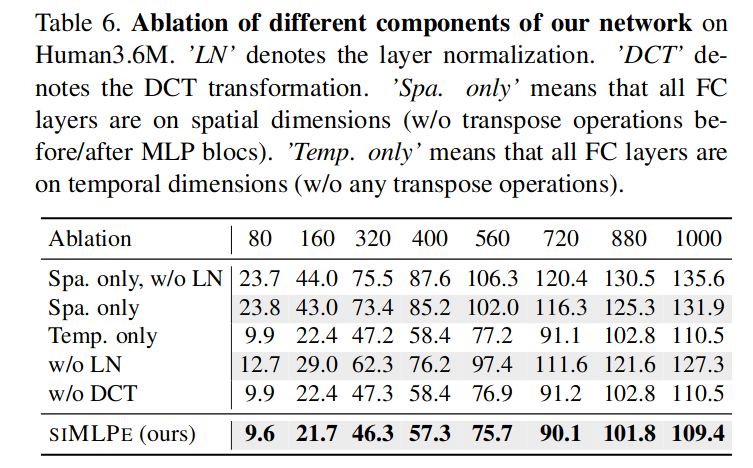 Table 6. Ablation of different components of our network on
Human3.6M. ’LN’ denotes the layer normalization. ’DCT’ de-
notes the DCT transformation. ’Spa. only’ means that all FC
layers are on spatial dimensions (w/o transpose operations be-
fore/after MLP blocs). ’Temp. only’ means that all FC layers are
on temporal dimensions (w/o any transpose operations).
Ablation 80 160 320 400 560 720 880 1000
Spa. only, w/o LN 23.7 44.0 75.5 87.6 106.3 120.4 130.5 135.6
Spa. only 23.8 43.0 73.4 85.2 102.0 116.3 125.3 131.9
Temp. only 9.9 22.4 47.2 58.4 77.2 91.1 102.8 110.5
w/o LN 12.7 29.0 62.3 76.2 97.4 111.6 121.6 127.3
w/o DCT 9.9 22.4 47.3 58.4 76.9 91.2 102.8 110.5
SIMLPE (ours) 9.6 21.7 46.3 57.3 75.7 90.1 101.8 109.4